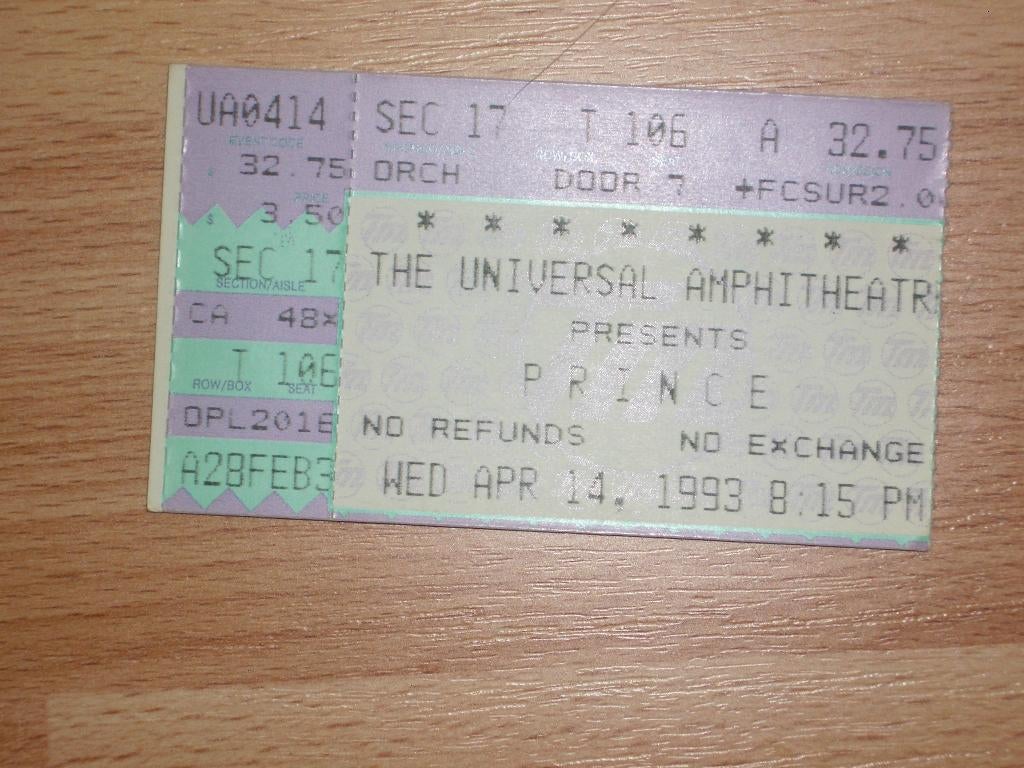 UA0414
EVENT CODE
$ 32.75
PRICE
$ 3.50
SEC 17
SECTION/AISLE
CA 48X
T 106
ROW/BOX SEAT
OPL201E
A28FEB3
SEC 17 T 106 A 32.75
ORCH DOOR 7 +FCSUR2.0
* * * * * * * *
THE UNIVERSAL AMPHITHEATR
PRESENTS
P R I N C E
NO REFUNDS NO EXCHANGE
WED APR 14, 1993 8:15 PM